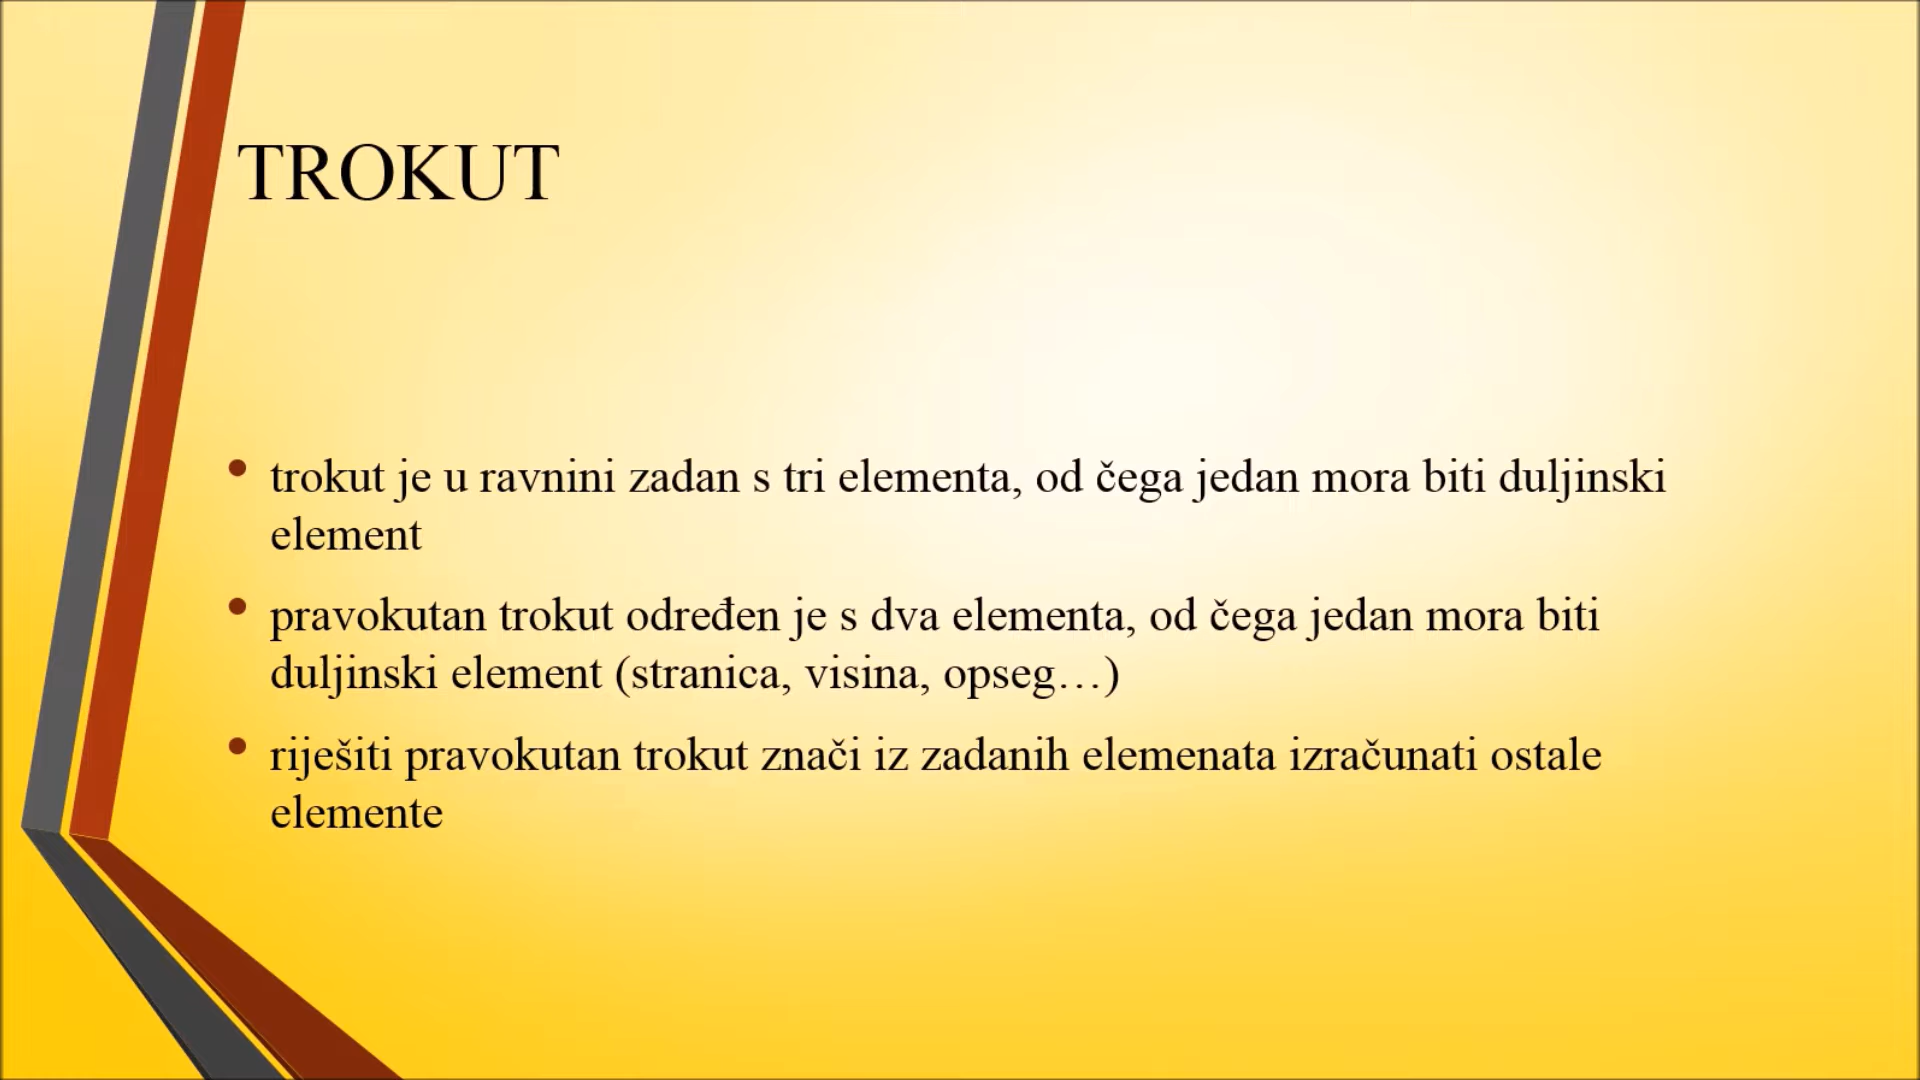 TROKUT
• trokut je u ravnini zadan s tri elementa, od čega jedan mora biti duljinski
element
• pravokutan trokut određen je s dva elementa, od čega jedan mora biti
duljinski element (stranica, visina, opseg…)
• riješiti pravokutan trokut znači iz zadanih elemenata izračunati ostale
elemente